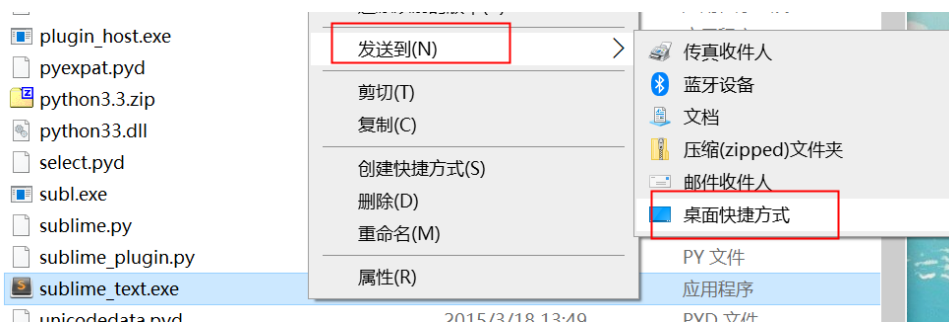 plugin_host.exe
pyexpat.pyd
python3.3.zip
python33.dll
select.pyd
subl.exe
sublime.py
sublime_plugin.py
sublime_text.exe
unicodedata.pyd
发送到(N)
剪切(T)
复制(C)
创建快捷方式(S)
删除(D)
重命名(M)
属性(R)
2015/3/18 13:49
传真收件人
蓝牙设备
文档
压缩(zipped)文件夹
邮件收件人
桌面快捷方式
PY 文件
应用程序
PYD 文件